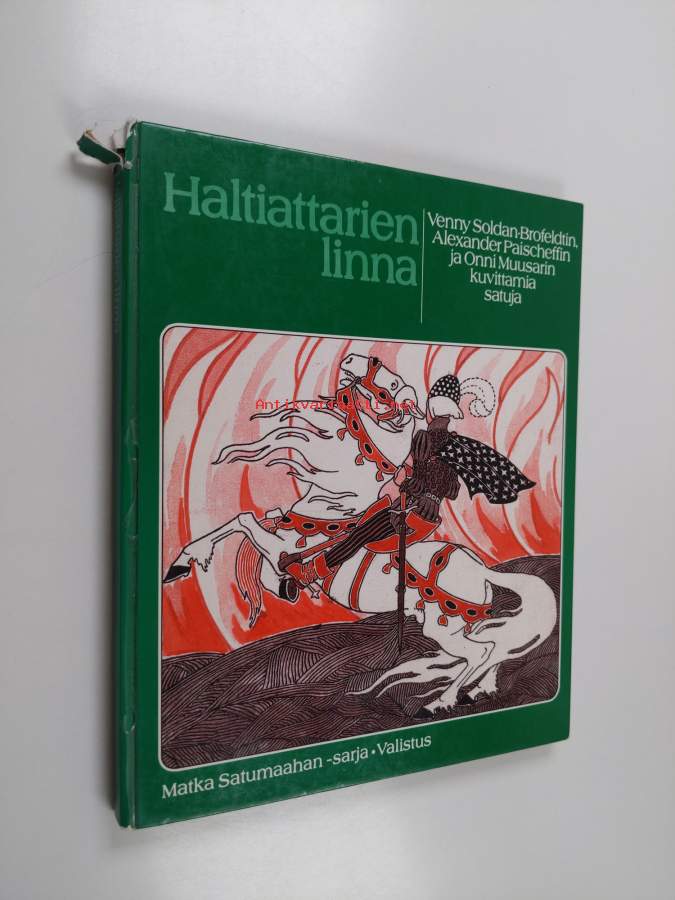 Haltiattarien
linna
Venny Soldan-Brofeldtin,
Alexander Paischeffin
ja Onni Muusarin
kuvittamia
satuja
Matka Satumaahan -sarja • Valistus